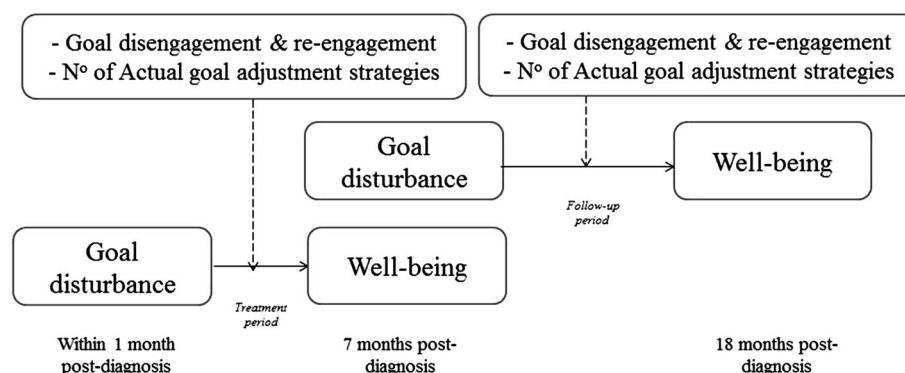 - Goal disengagement & re-engagement
- Nº of Actual goal adjustment strategies
- Goal disengagement & re-engagement
- Nº of Actual goal adjustment strategies
Goal
disturbance
Well-being
Follow-up
period
Goal
disturbance
Well-being
Treatment
period
Within 1 month
post-diagnosis
7 months post-
diagnosis
18 months post-
diagnosis